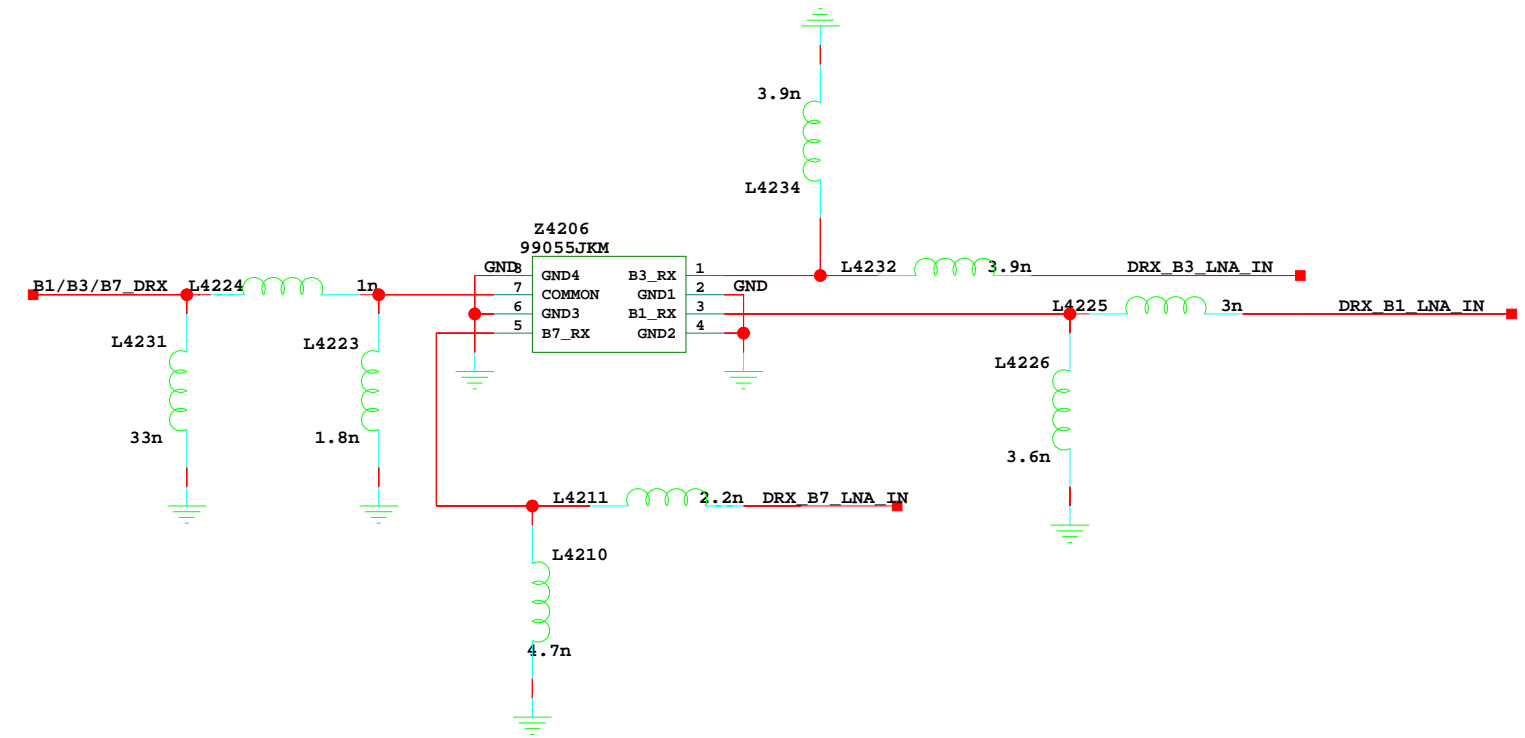 3.9n
L4234
Z4206
99055JKM
GND 8 GND4 B3_RX 1 L4232 3.9n DRX_B3_LNA_IN
B1/B3/B7_DRX L4224 1n 7 COMMON GND1 2 GND
6 GND3 B1_RX 3 L4225 3n DRX_B1_LNA_IN
5 B7_RX GND2 4
L4231 L4223
L4226
33n 1.8n
3.6n
L4211 2.2n DRX_B7_LNA_IN
L4210
4.7n